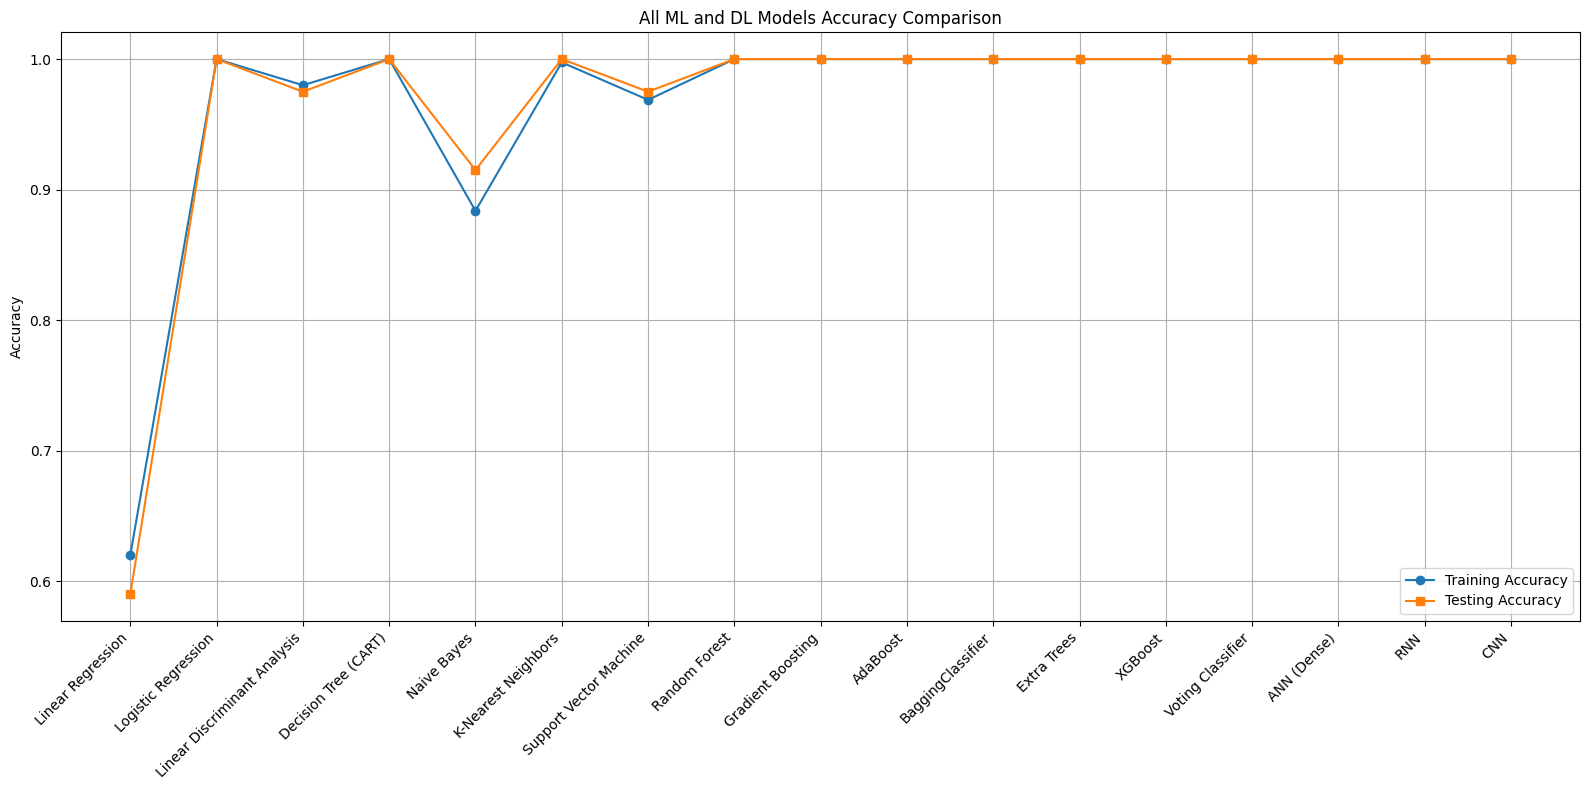 All ML and DL Models Accuracy Comparison
Accuracy
1.0
0.9
0.8
0.7
0.6
Training Accuracy
Testing Accuracy
Linear Regression
Logistic Regression
Linear Discriminant Analysis
Decision Tree (CART)
Naive Bayes
K-Nearest Neighbors
Support Vector Machine
Random Forest
Gradient Boosting
AdaBoost
BaggingClassifier
Extra Trees
XGBoost
Voting Classifier
ANN (Dense)
RNN
CNN